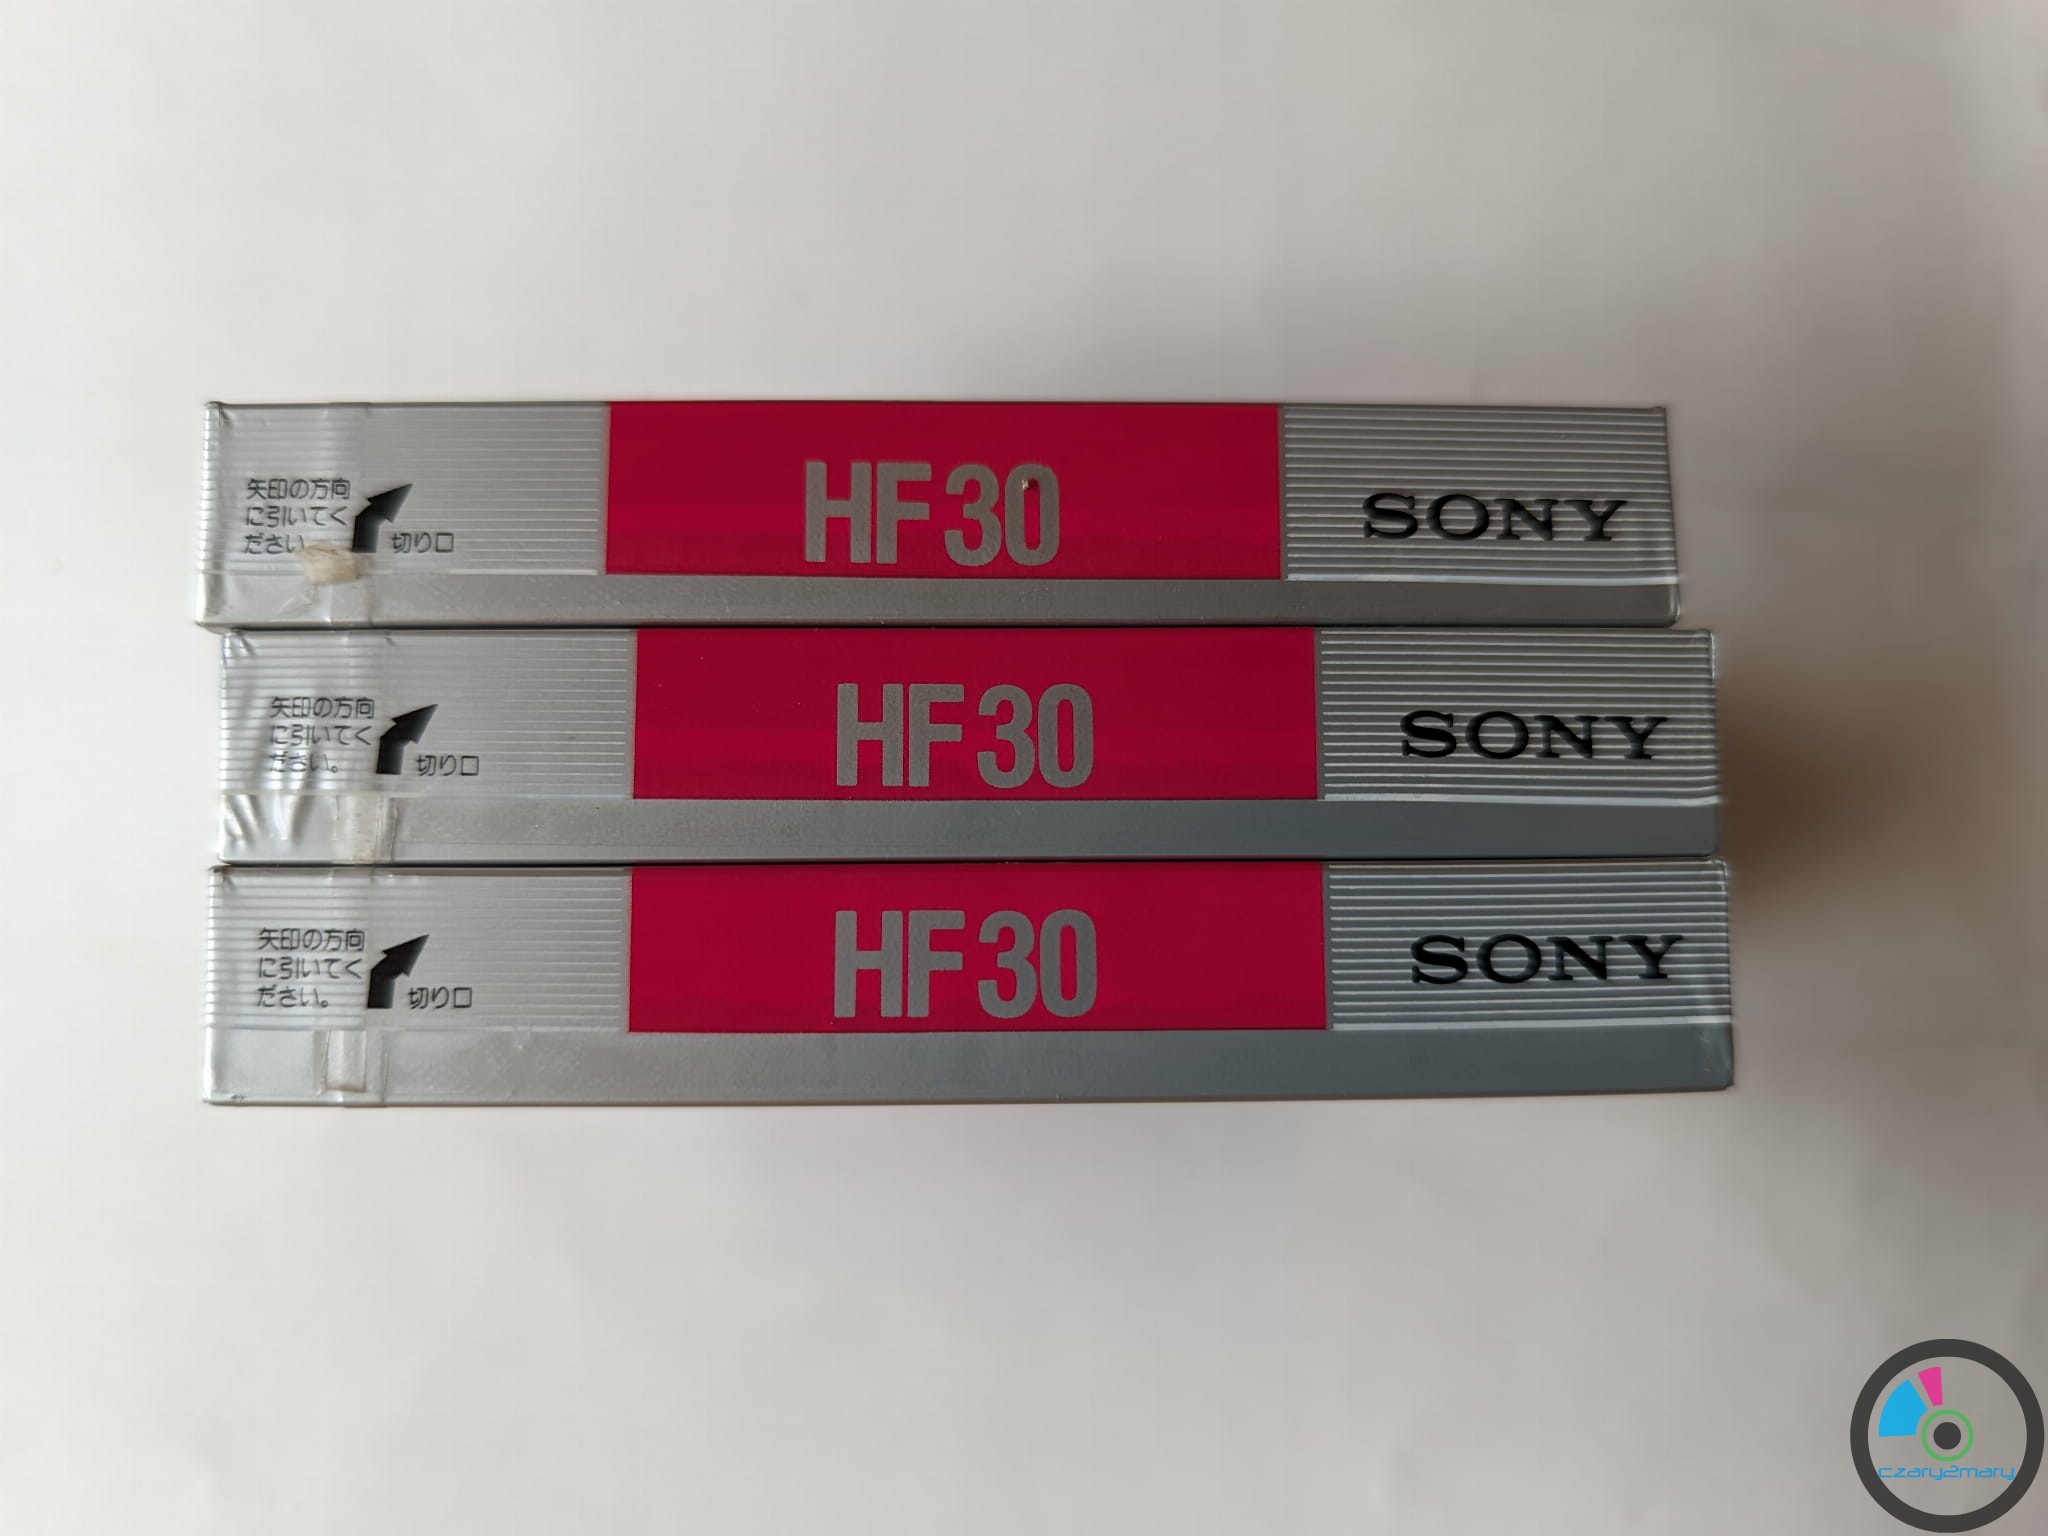 矢印の方向
に引いてく
ださい。
切り口
HF30
SONY
矢印の方向
に引いてく
ださい。
切り口
HF30
SONY
矢印の方向
に引いてく
ださい。
切り口
HF30
SONY
czary2mary